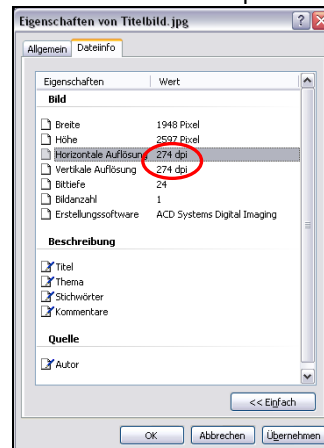 Eigenschaften von Titelbild.jpg
Allgemein Dateiinfo
Eigenschaften Wert
Bild
Breite 1948 Pixel
Höhe 2597 Pixel
Horizontale Auflösung 274 dpi
Vertikale Auflösung 274 dpi
Bittiefe 24
Bildanzahl 1
Erstellungssoftware ACD Systems Digital Imaging
Beschreibung
Titel
Thema
Stichwörter
Kommentare
Quelle
Autor
<< Einfach
OK Abbrechen Übernehmen